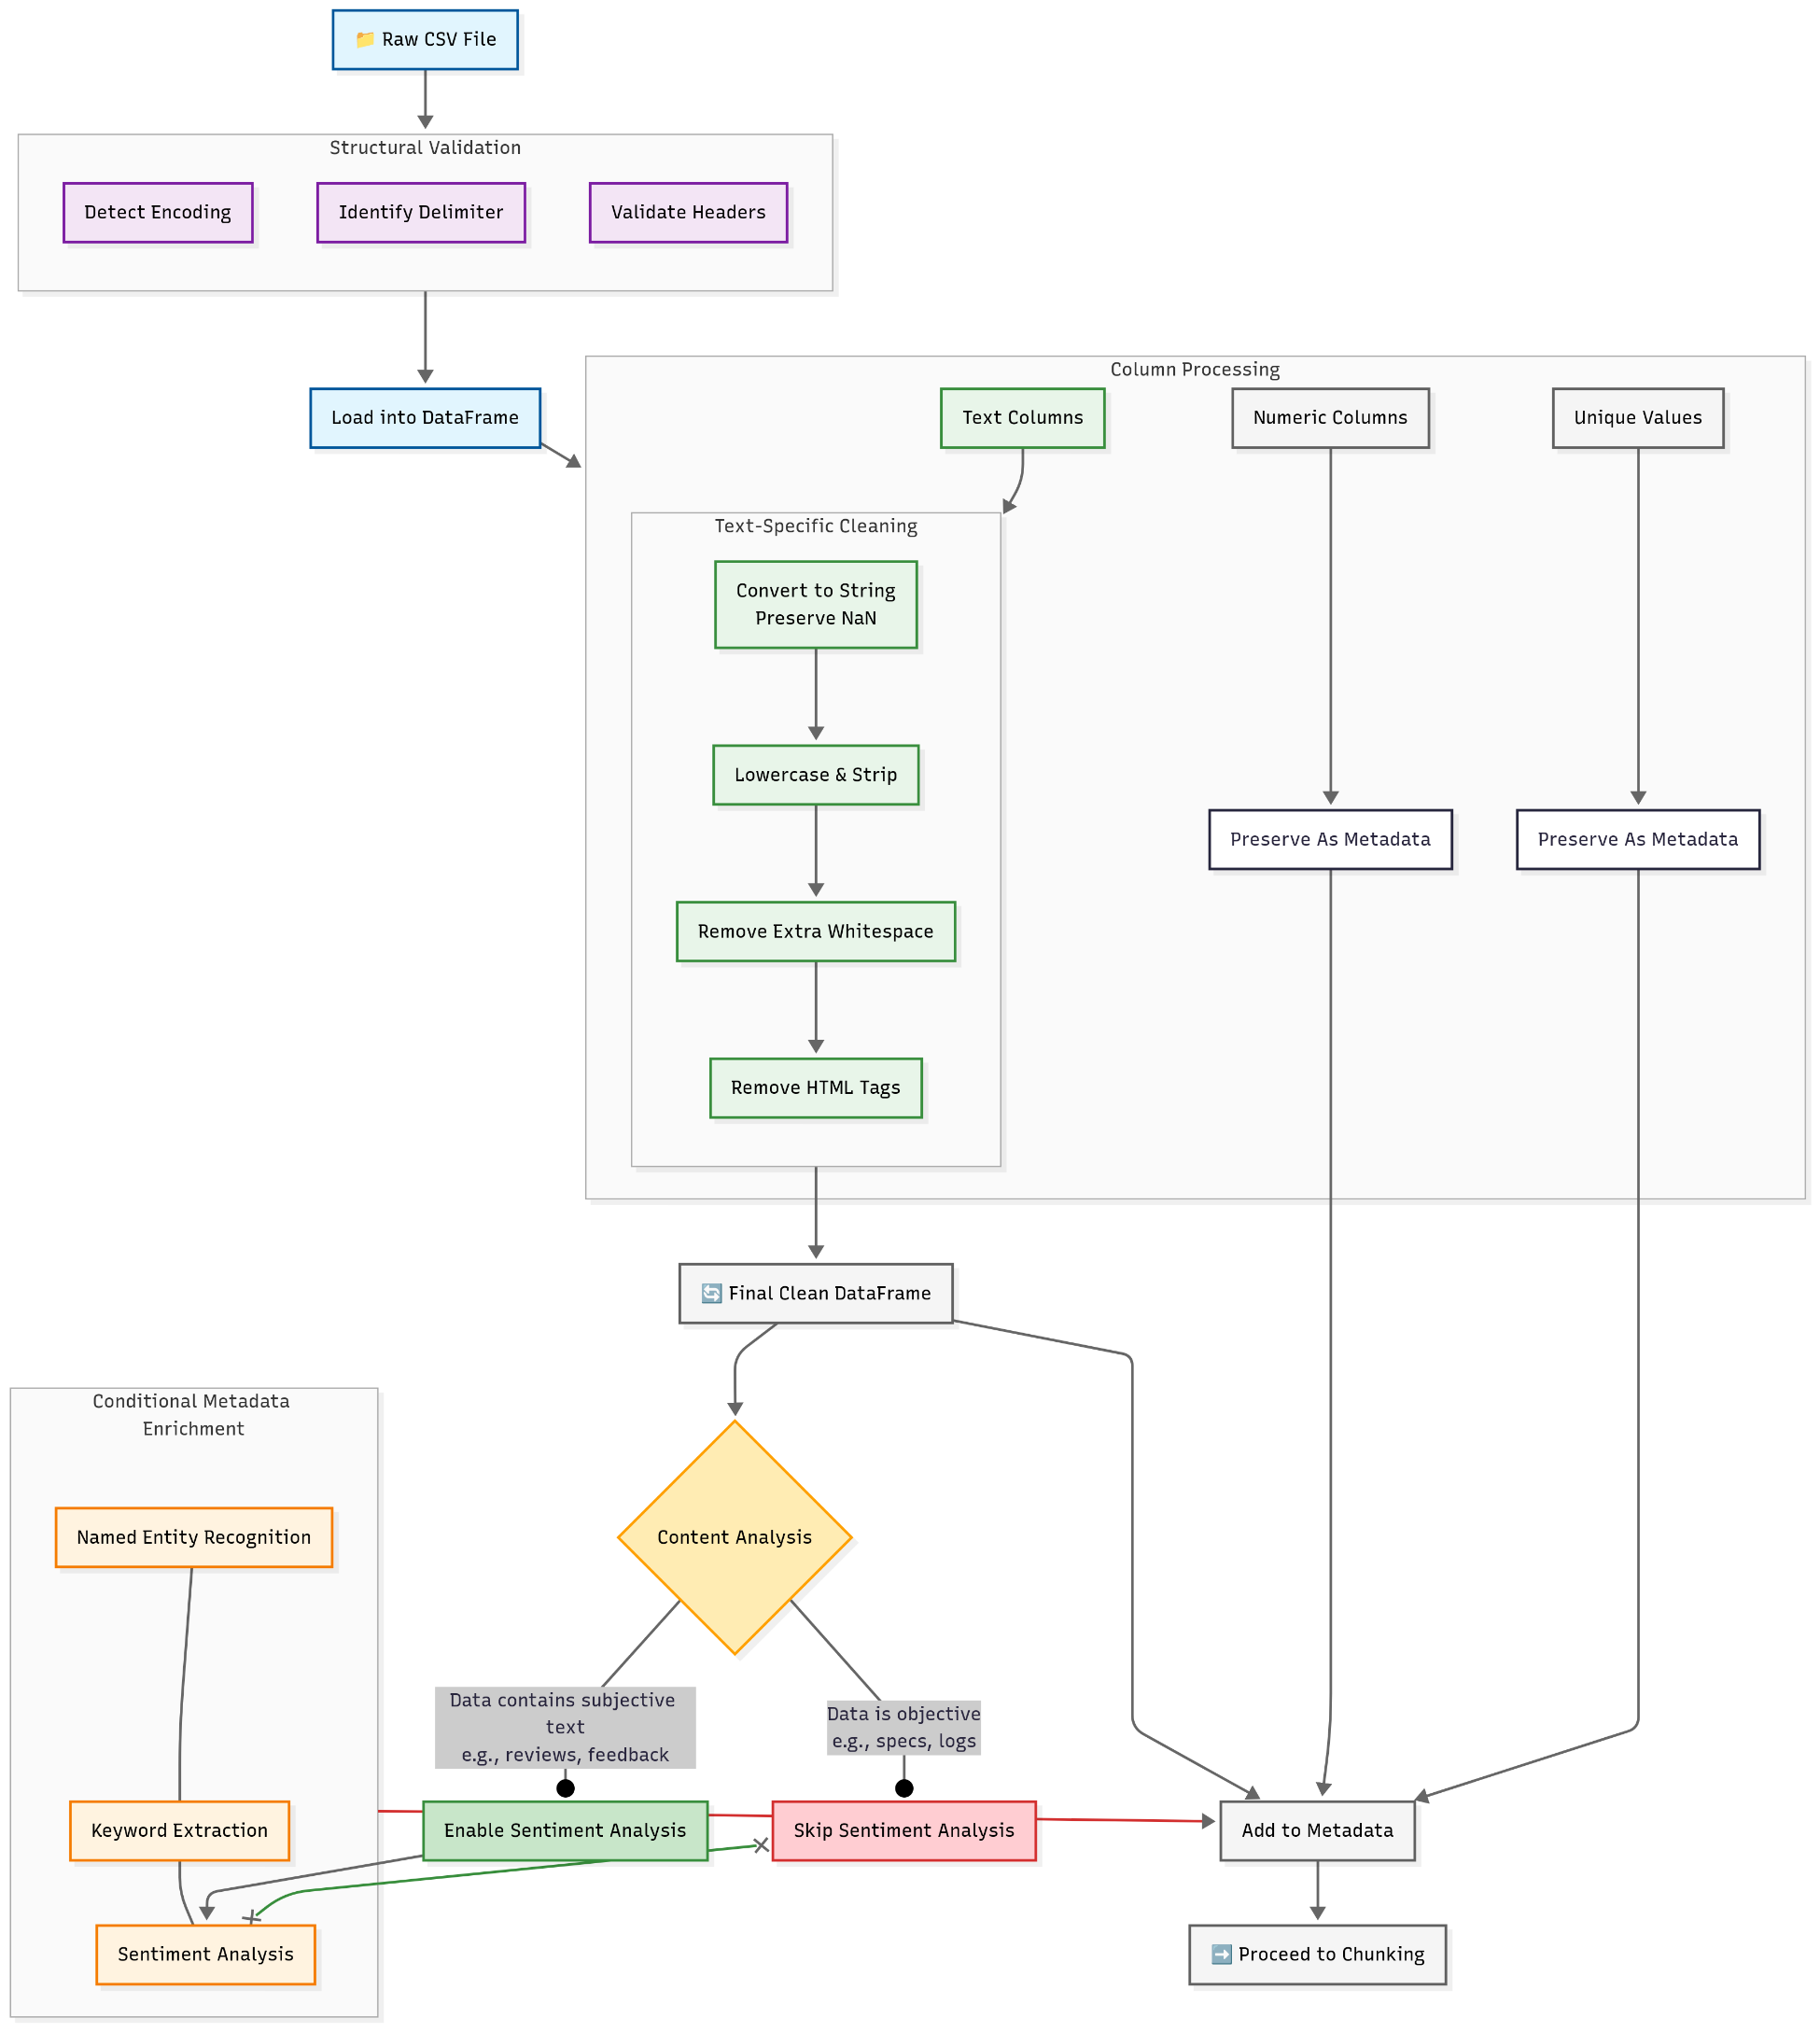 📁 Raw CSV File
Structural Validation
Detect Encoding
Identify Delimiter
Validate Headers
Load into DataFrame
Column Processing
Text Columns
Numeric Columns
Unique Values
Text-Specific Cleaning
Convert to String
Preserve NaN
Lowercase & Strip
Preserve As Metadata
Preserve As Metadata
Remove Extra Whitespace
Remove HTML Tags
🔄 Final Clean DataFrame
Conditional Metadata
Enrichment
Named Entity Recognition
Content Analysis
Data contains subjective
text
e.g., reviews, feedback
Data is objective
e.g., specs, logs
Keyword Extraction
Enable Sentiment Analysis
Skip Sentiment Analysis
Add to Metadata
Sentiment Analysis
➡️ Proceed to Chunking